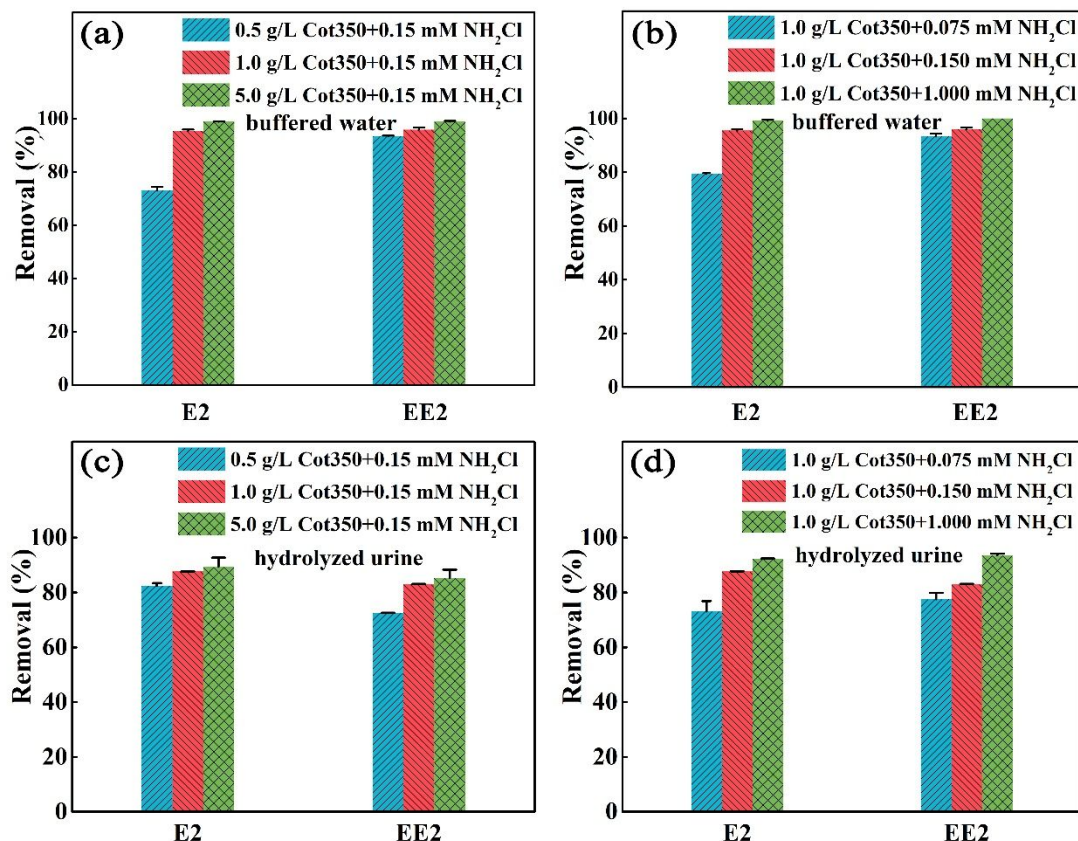 (a)
0.5 g/L Cot350+0.15 mM NH₂Cl
1.0 g/L Cot350+0.15 mM NH₂Cl
5.0 g/L Cot350+0.15 mM NH₂Cl
buffered water
Removal (%)
100
80
60
40
20
0
E2 EE2
(b)
1.0 g/L Cot350+0.075 mM NH₂Cl
1.0 g/L Cot350+0.150 mM NH₂Cl
1.0 g/L Cot350+1.000 mM NH₂Cl
buffered water
Removal (%)
100
80
60
40
20
0
E2 EE2
(c)
0.5 g/L Cot350+0.15 mM NH₂Cl
1.0 g/L Cot350+0.15 mM NH₂Cl
5.0 g/L Cot350+0.15 mM NH₂Cl
hydrolyzed urine
Removal (%)
100
80
60
40
20
0
E2 EE2
(d)
1.0 g/L Cot350+0.075 mM NH₂Cl
1.0 g/L Cot350+0.150 mM NH₂Cl
1.0 g/L Cot350+1.000 mM NH₂Cl
hydrolyzed urine
Removal (%)
100
80
60
40
20
0
E2 EE2